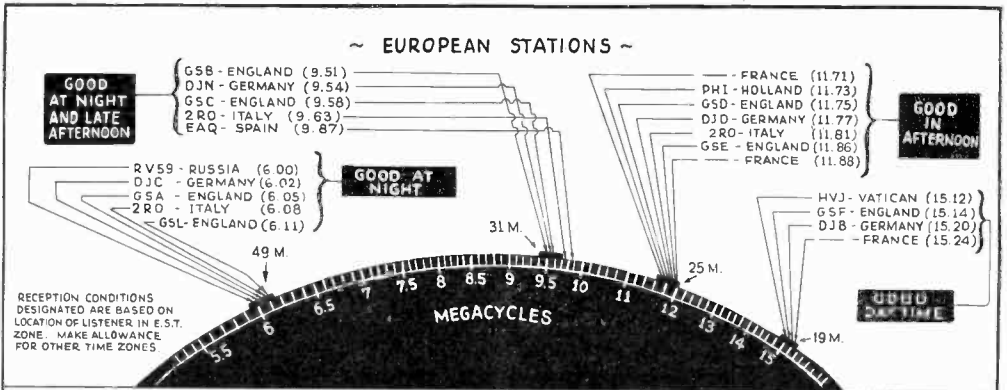 ~ EUROPEAN STATIONS ~
GOOD
AT NIGHT
AND LATE
AFTERNOON
GSB - ENGLAND (9.51)
DJN - GERMANY (9.54)
GSC - ENGLAND (9.58)
2RO - ITALY (9.63)
EAQ - SPAIN (9.87)
— - FRANCE (11.71)
PHI - HOLLAND (11.73)
GSD - ENGLAND (11.75)
DJD - GERMANY (11.77)
2RO - ITALY (11.81)
GSE - ENGLAND (11.86)
— - FRANCE (11.88)
GOOD
IN
AFTERNOON
RV59 - RUSSIA (6.00)
DJC - GERMANY (6.02)
GSA - ENGLAND (6.05)
2RO - ITALY (6.08
GSL - ENGLAND (6.11)
GOOD AT
NIGHT
HVJ - VATICAN (15.12)
GSF - ENGLAND (15.14)
DJB - GERMANY (15.20)
— - FRANCE (15.24)
GOOD
DAYTIME
49 M.
31 M.
25 M.
19 M.
5.5 6 6.5 7 7.5 8 8.5 9 9.5 10 11 12 13 14 15
MEGACYCLES
RECEPTION CONDITIONS
DESIGNATED ARE BASED ON
LOCATION OF LISTENER IN E.S.T.
ZONE. MAKE ALLOWANCE
FOR OTHER TIME ZONES